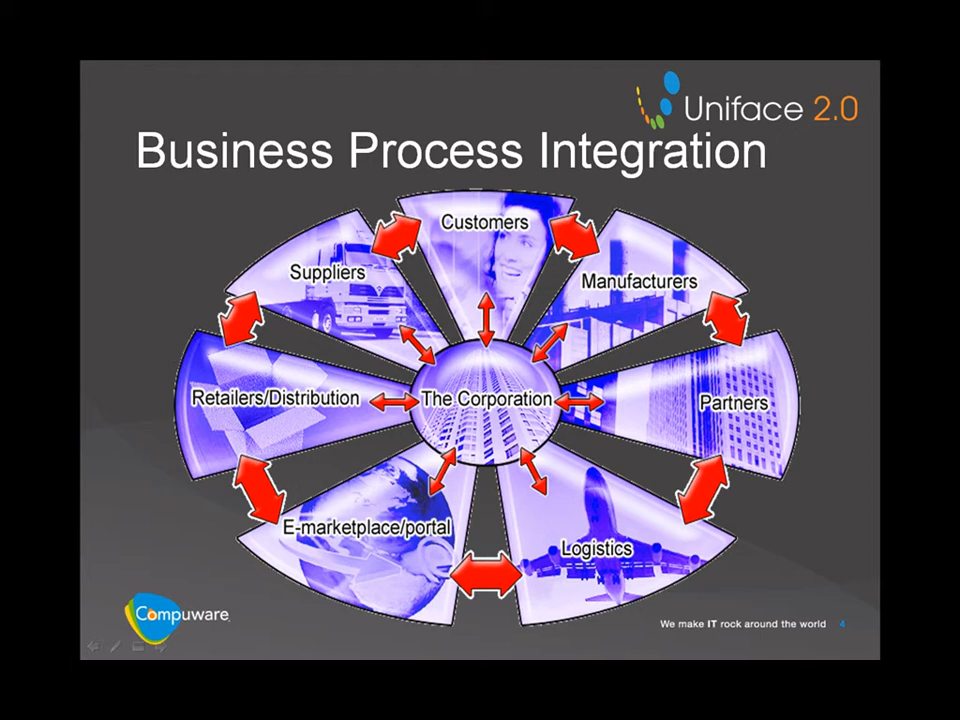 Uniface 2.0
Business Process Integration
Customers
Suppliers
Manufacturers
Retailers/Distribution
The Corporation
Partners
E-marketplace/portal
Logistics
Compuware
We make IT rock around the world 4